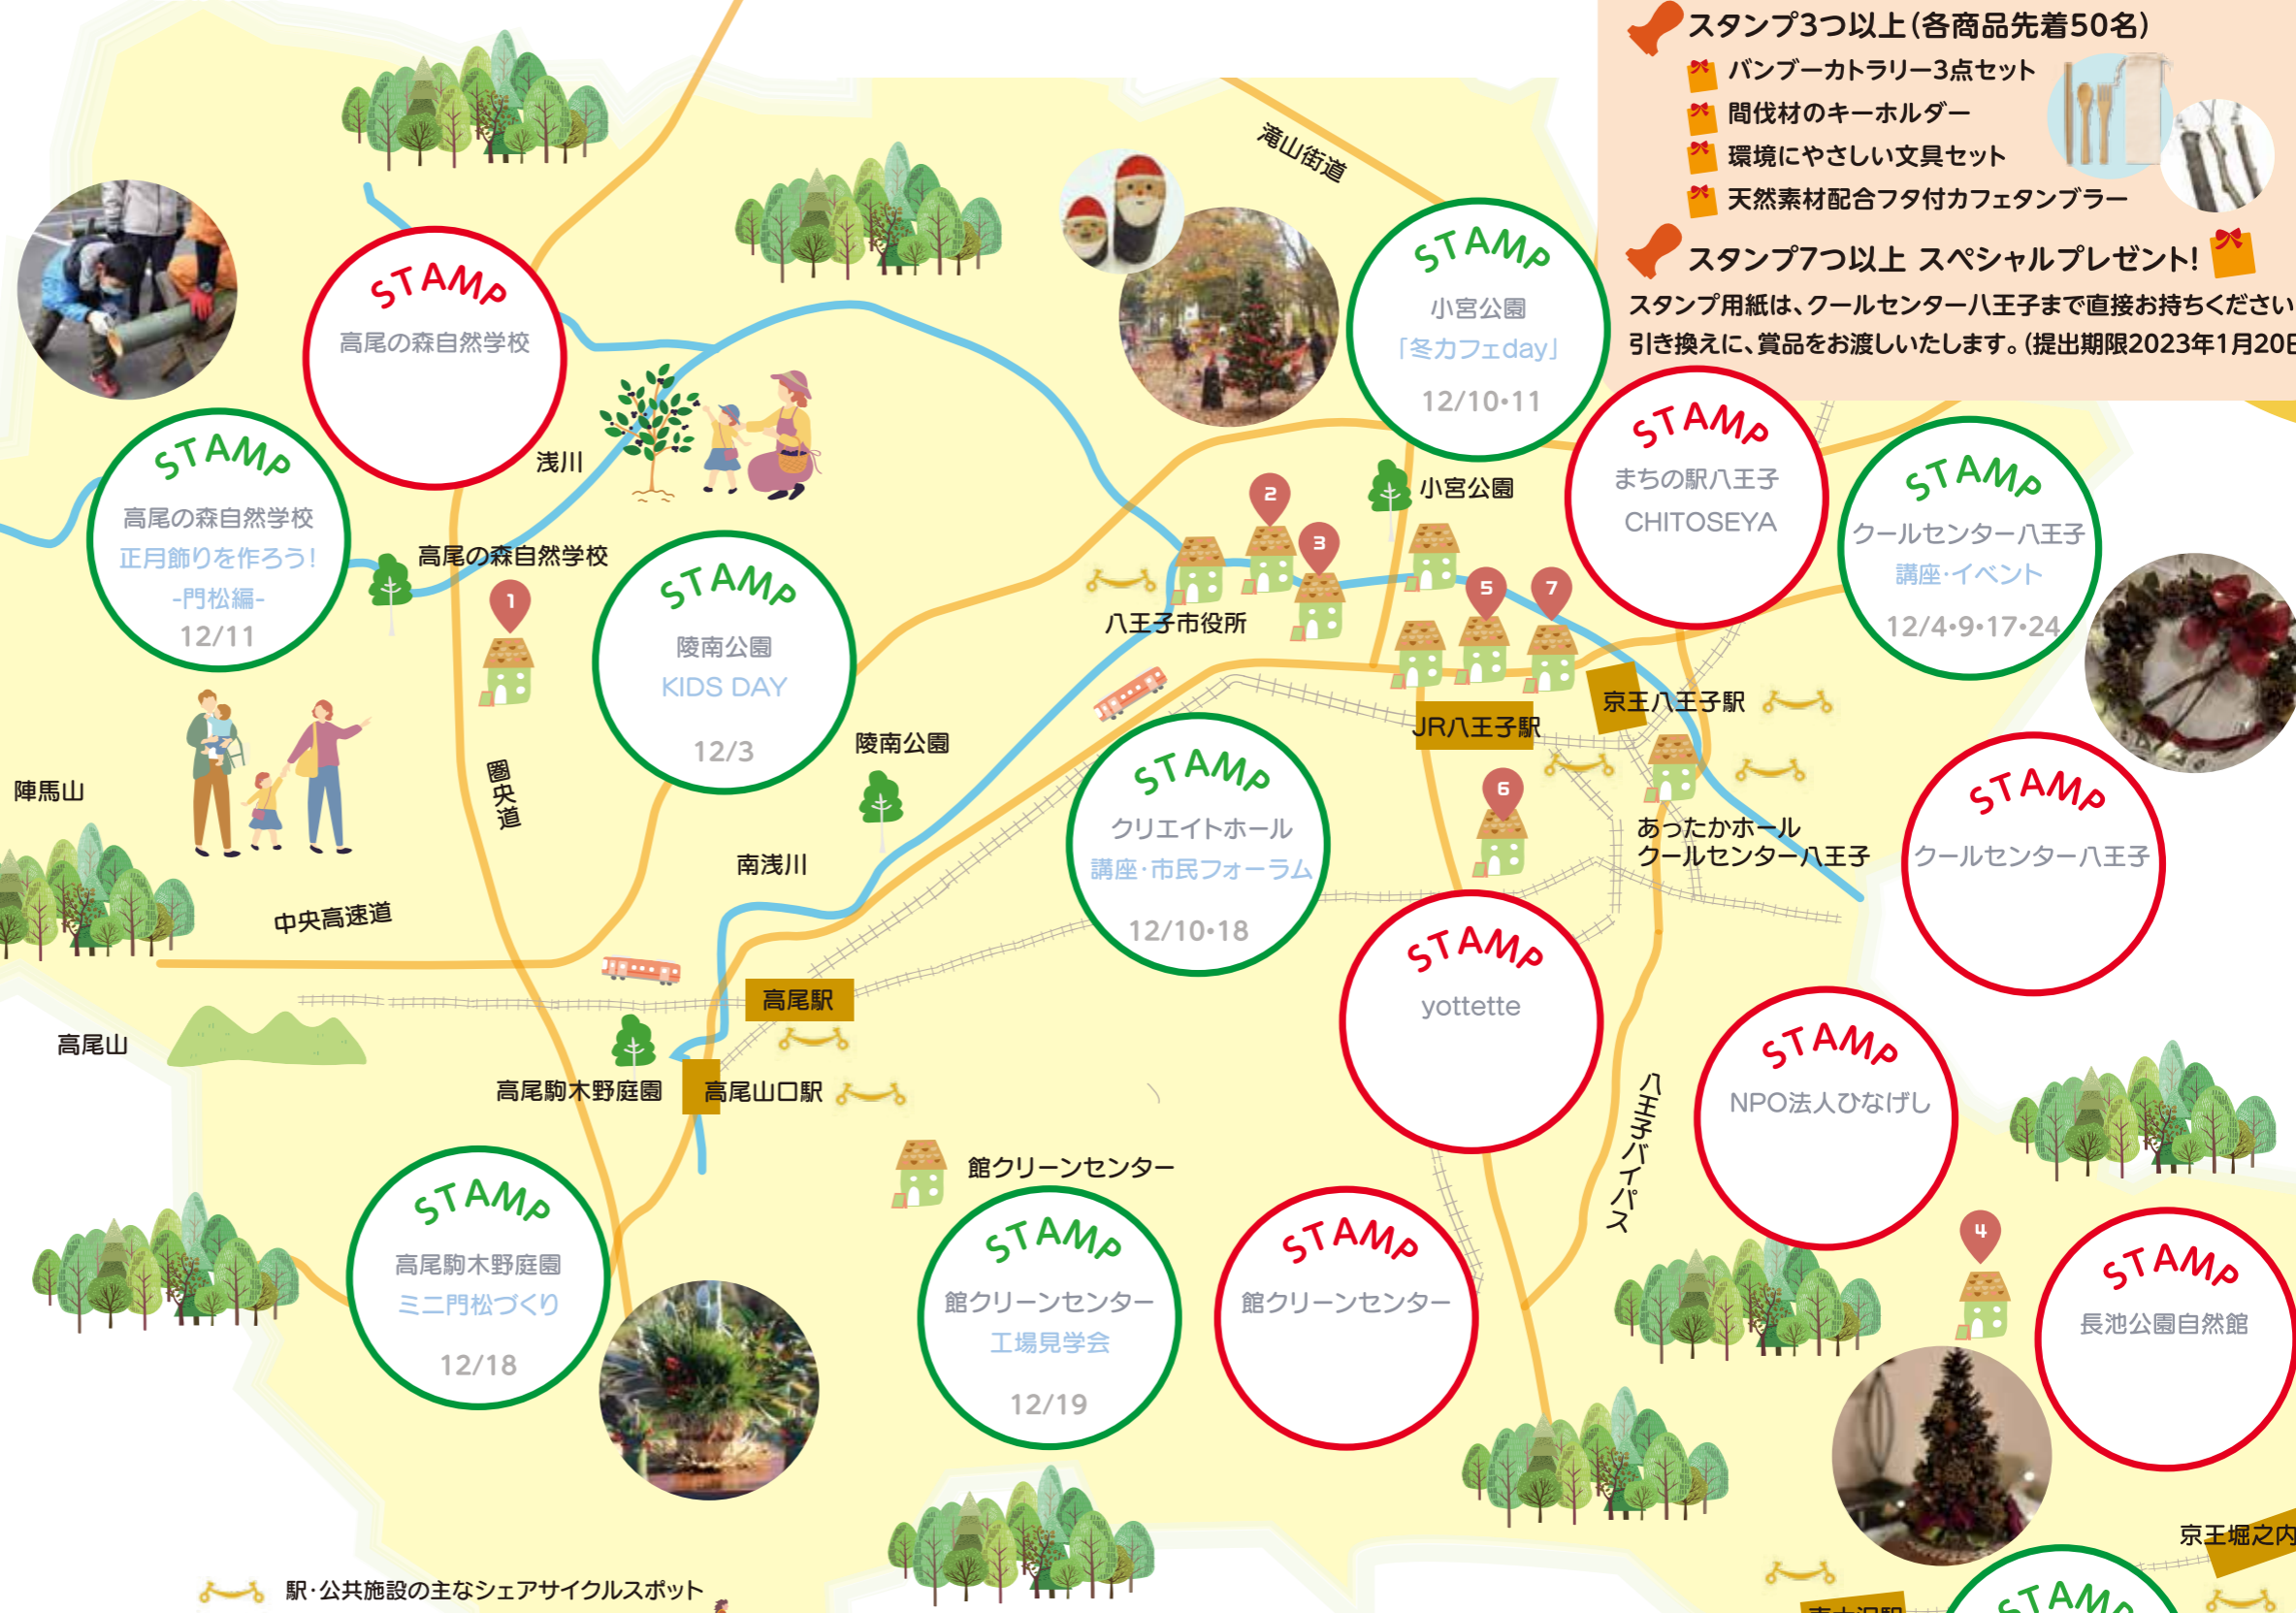 スタンプ3つ以上(各商品先着50名)
バンブーカトラリー3点セット
間伐材のキーホルダー
環境にやさしい文具セット
天然素材配合フタ付カフェタンブラー
スタンプ7つ以上 スペシャルプレゼント!
スタンプ用紙は、クールセンター八王子まで直接お持ちください
引き換えに、賞品をお渡しいたします。(提出期限2023年1月20日
滝山街道
STAMP
高尾の森自然学校
STAMP
小宮公園
「冬カフェday」
12/10・11
STAMP
まちの駅八王子
CHITOSEYA
STAMP
クールセンター八王子
講座・イベント
12/4・9・17・24
STAMP
高尾の森自然学校
正月飾りを作ろう!
-門松編-
12/11
浅川
高尾の森自然学校
1
STAMP
陵南公園
KIDS DAY
12/3
2
3
小宮公園
5
7
八王子市役所
京王八王子駅
JR八王子駅
陵南公園
圏央道
陣馬山
6
あったかホール
クールセンター八王子
STAMP
クリエイトホール
講座・市民フォーラム
12/10・18
STAMP
クールセンター八王子
南浅川
中央高速道
STAMP
yottette
高尾駅
高尾山
高尾駒木野庭園
高尾山口駅
STAMP
NPO法人ひなげし
八王子バイパス
館クリーンセンター
STAMP
高尾駒木野庭園
ミニ門松づくり
12/18
STAMP
館クリーンセンター
工場見学会
12/19
STAMP
館クリーンセンター
4
STAMP
長池公園自然館
京王堀之内
駅・公共施設の主なシェアサイクルスポット
STAMP